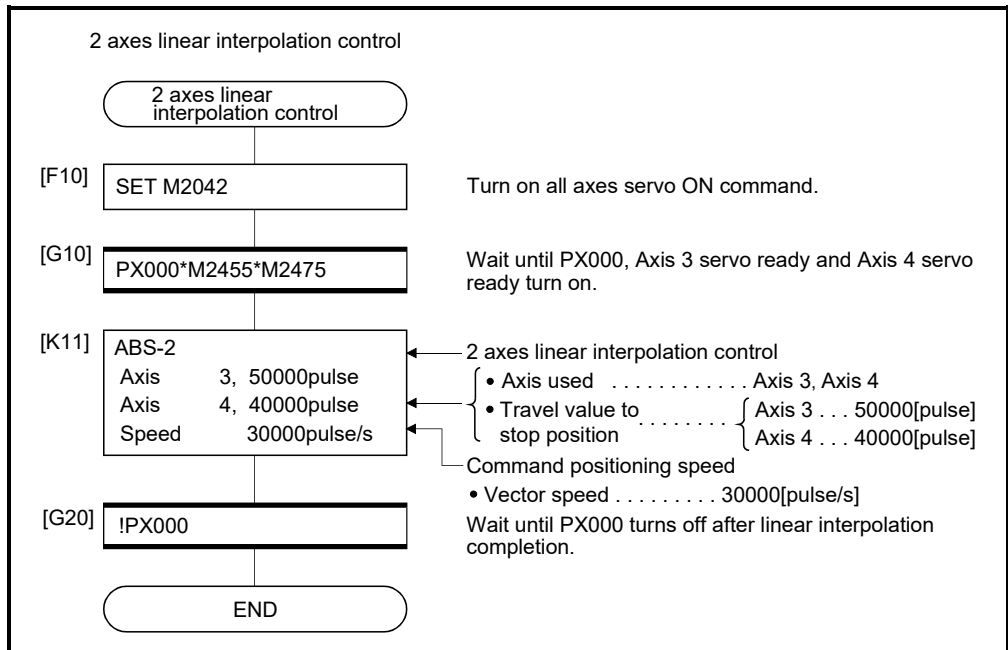 2 axes linear interpolation control
2 axes linear
interpolation control
[F10]
SET M2042
Turn on all axes servo ON command.
[G10]
PX000*M2455*M2475
Wait until PX000, Axis 3 servo ready and Axis 4 servo
ready turn on.
[K11]
ABS-2
Axis 3, 50000pulse
Axis 4, 40000pulse
Speed 30000pulse/s
2 axes linear interpolation control
• Axis used . . . . . . . . . . . . Axis 3, Axis 4
• Travel value to
stop position . . . . . . . .
Axis 3 . . . 50000[pulse]
Axis 4 . . . 40000[pulse]
Command positioning speed
• Vector speed . . . . . . . . . 30000[pulse/s]
[G20]
!PX000
Wait until PX000 turns off after linear interpolation
completion.
END